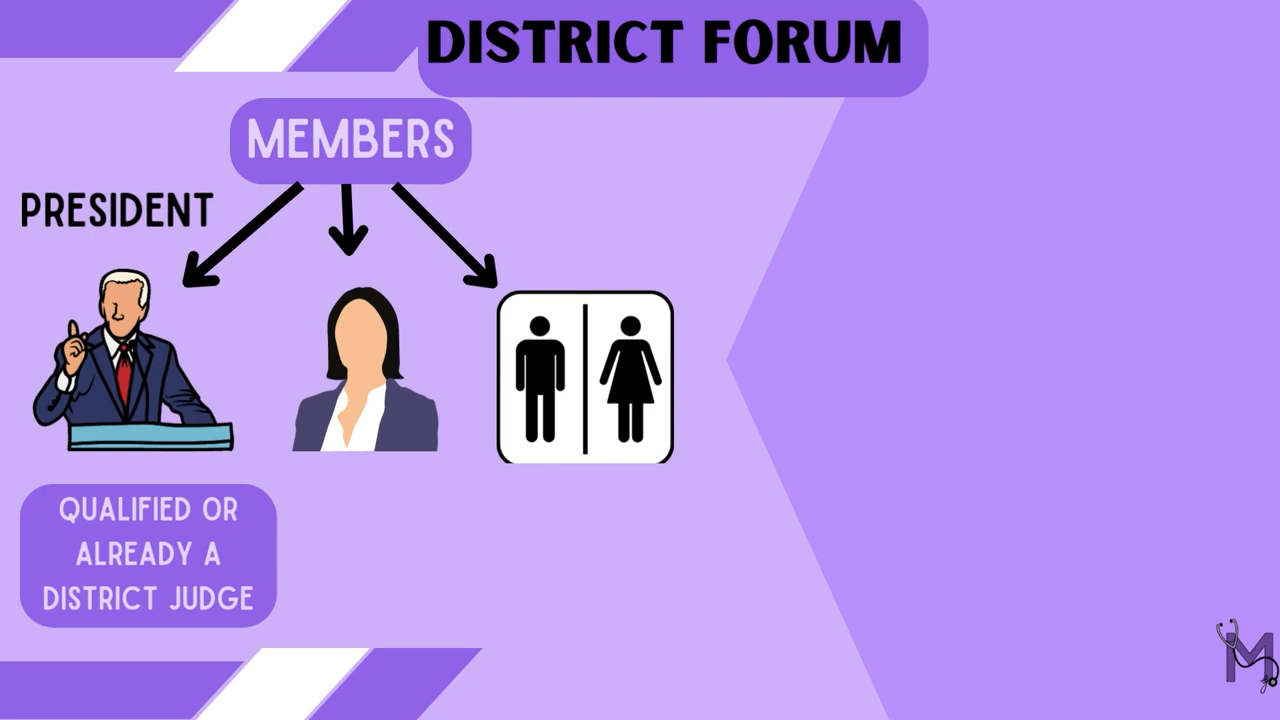 DISTRICT FORUM
MEMBERS
PRESIDENT
QUALIFIED OR
ALREADY A
DISTRICT JUDGE
M